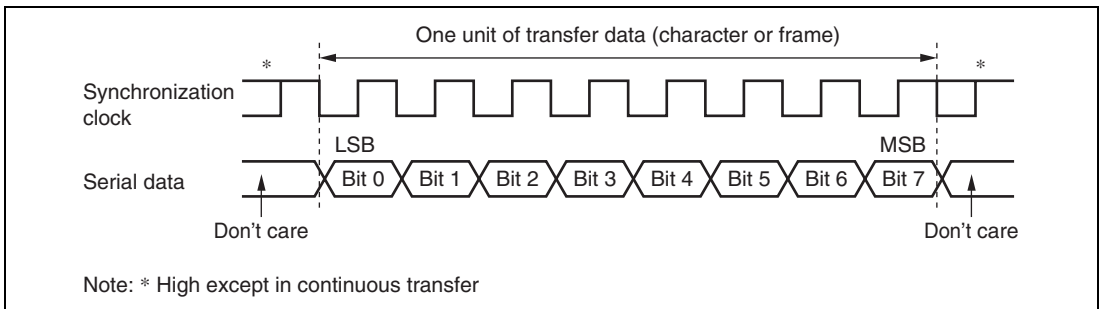 One unit of transfer data (character or frame)
*
*
Synchronization
clock
LSB
MSB
Serial data
Bit 0
Bit 1
Bit 2
Bit 3
Bit 4
Bit 5
Bit 6
Bit 7
Don't care
Don't care
Note: * High except in continuous transfer